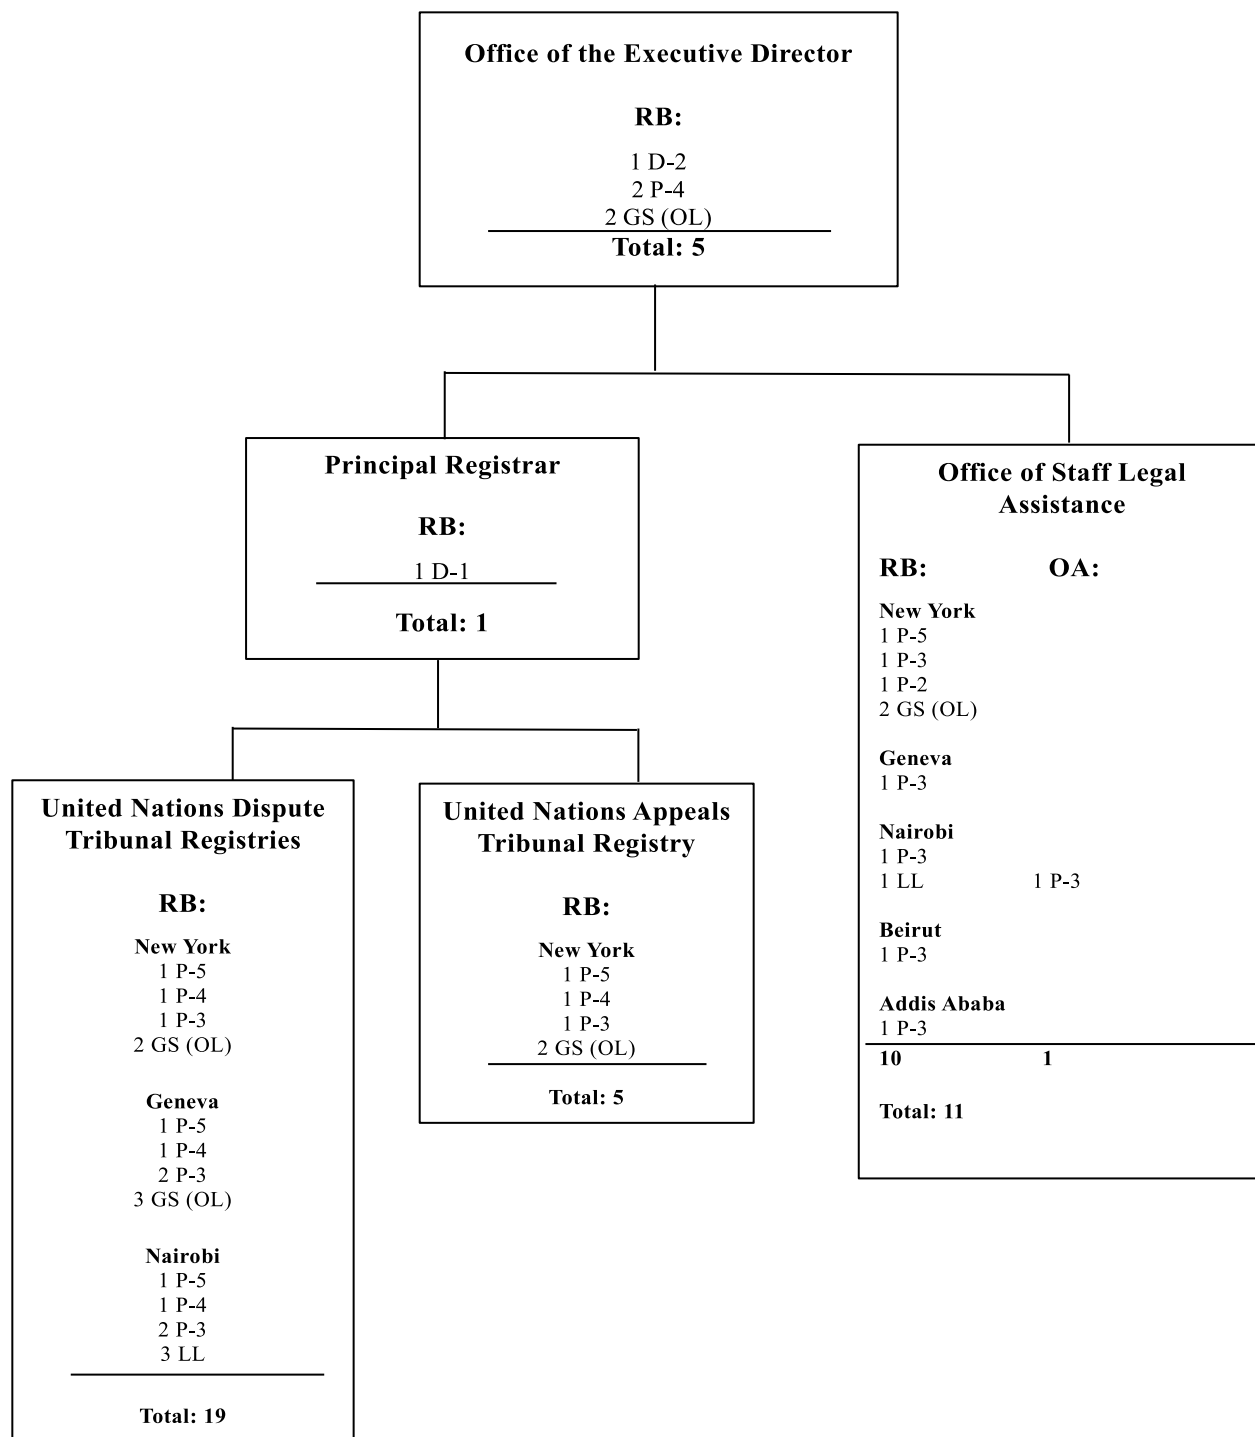 Office of the Executive Director
RB:
1 D-2
2 P-4
2 GS (OL)
Total: 5
Principal Registrar
RB:
1 D-1
Total: 1
Office of Staff Legal
Assistance
RB: OA:
New York
1 P-5
1 P-3
1 P-2
2 GS (OL)
Geneva
1 P-3
Nairobi
1 P-3
1 LL 1 P-3
Beirut
1 P-3
Addis Ababa
1 P-3
10 1
Total: 11
United Nations Dispute
Tribunal Registries
RB:
New York
1 P-5
1 P-4
1 P-3
2 GS (OL)
Geneva
1 P-5
1 P-4
2 P-3
3 GS (OL)
Nairobi
1 P-5
1 P-4
2 P-3
3 LL
Total: 19
United Nations Appeals
Tribunal Registry
RB:
New York
1 P-5
1 P-4
1 P-3
2 GS (OL)
Total: 5